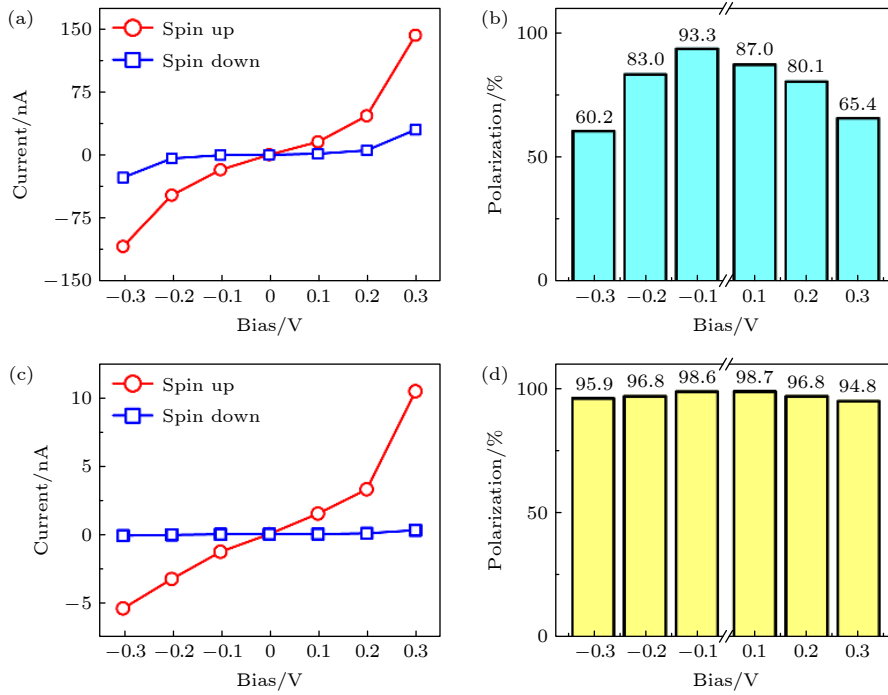 (a)
Spin up
Spin down
150
75
0
−75
−150
Current/nA
−0.3 −0.2 −0.1 0 0.1 0.2 0.3
Bias/V
(b)
100
50
0
Polarization/%
60.2 83.0 93.3 87.0 80.1 65.4
−0.3 −0.2 −0.1 0.1 0.2 0.3
Bias/V
(c)
Spin up
Spin down
10
5
0
−5
Current/nA
−0.3 −0.2 −0.1 0 0.1 0.2 0.3
Bias/V
(d)
100
50
0
Polarization/%
95.9 96.8 98.6 98.7 96.8 94.8
−0.3 −0.2 −0.1 0.1 0.2 0.3
Bias/V